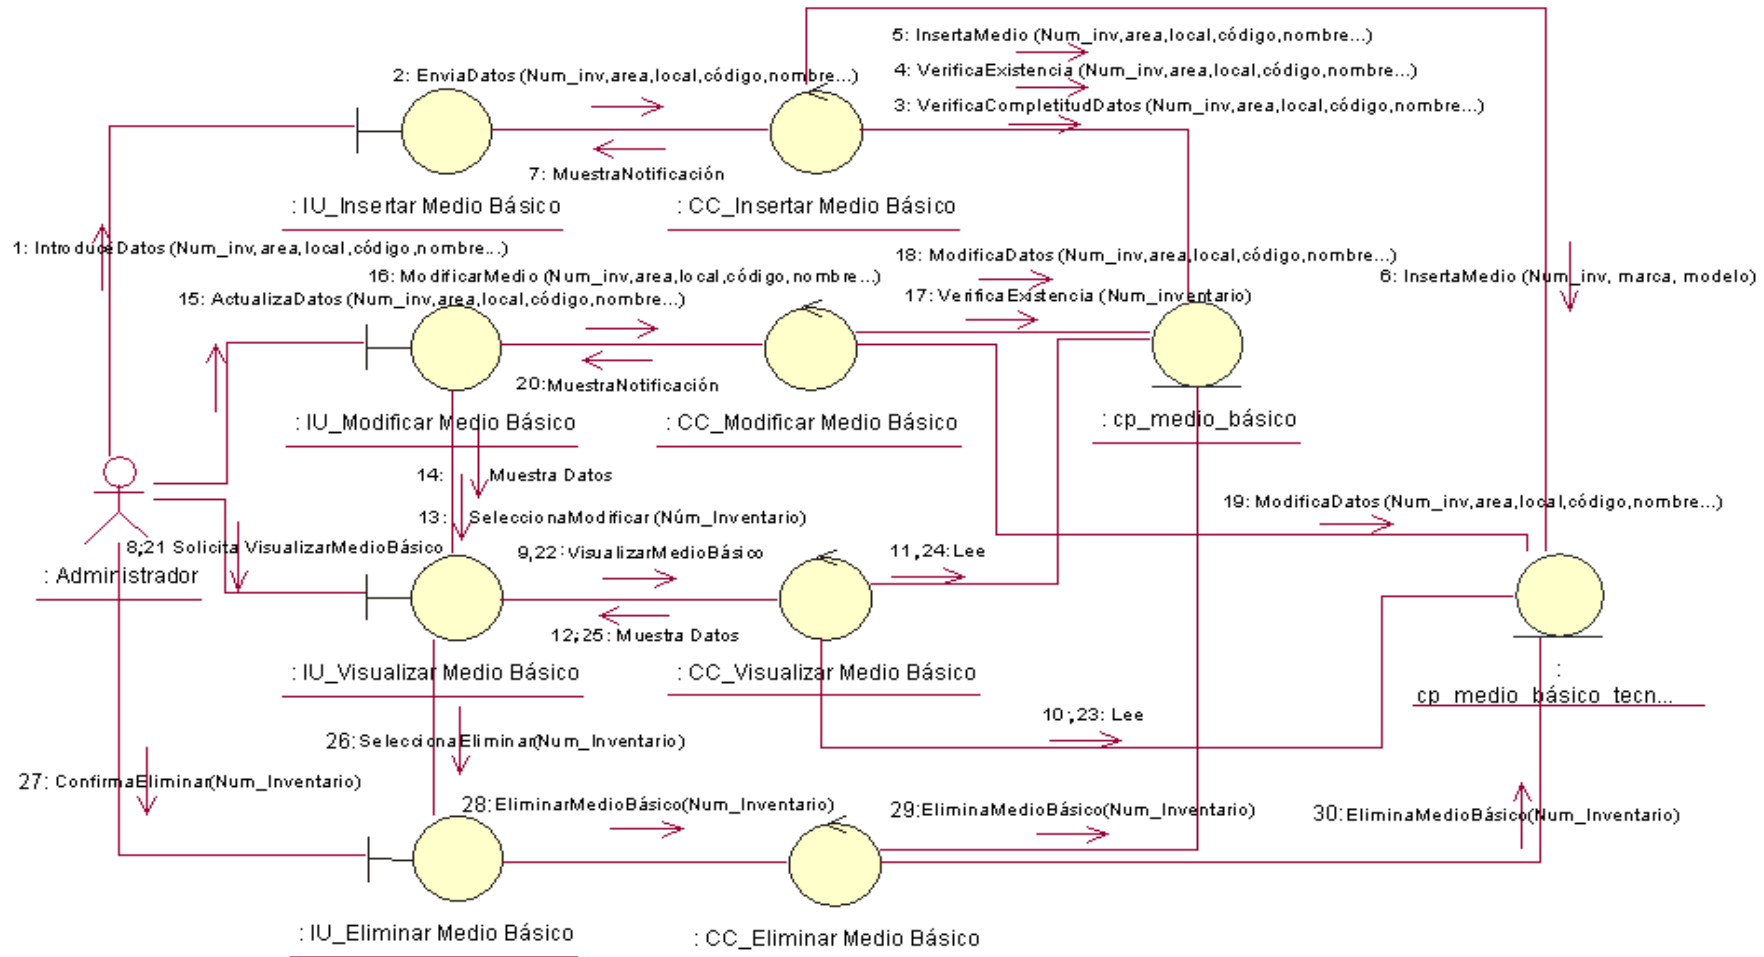 5: InsertaMedio (Num_inv,area,local,código,nombre...)
2: EnviaDatos (Num_inv,area,local,código,nombre...)
4: VerificaExistencia (Num_inv,area,local,código,nombre...)
3: VerificaCompletitudDatos (Num_inv,area,local,código,nombre...)
7: MuestraNotificación
: IU_Insertar Medio Básico
: CC_Insertar Medio Básico
1: IntroduceDatos (Num_inv,area,local,código,nombre...)
18: ModificaDatos (Num_inv,area,local,código,nombre...)
16: ModificarMedio (Num_inv,area,local,código,nombre...)
6: InsertaMedio (Num_inv, marca, modelo)
15: ActualizaDatos (Num_inv,area,local,código,nombre...)
17: VerificaExistencia (Num_inventario)
20: MuestraNotificación
: IU_Modificar Medio Básico
: CC_Modificar Medio Básico
: cp_medio_básico
14: Muestra Datos
13: SeleccionaModificar (Núm_Inventario)
19: ModificaDatos (Num_inv,area,local,código,nombre...)
8;21 Solicita VisualizarMedioBásico
9,22: VisualizarMedioBásico
11,24: Lee
: Administrador
12;25: Muestra Datos
: IU_Visualizar Medio Básico
: CC_Visualizar Medio Básico
:
cp_medio_básico_tecn...
10;,23: Lee
26: SeleccionaEliminar(Num_Inventario)
27: ConfirmaEliminar(Num_Inventario)
28: EliminarMedioBásico(Num_Inventario)
29: EliminaMedioBásico(Num_Inventario)
30: EliminaMedioBásico(Num_Inventario)
: IU_Eliminar Medio Básico
: CC_Eliminar Medio Básico